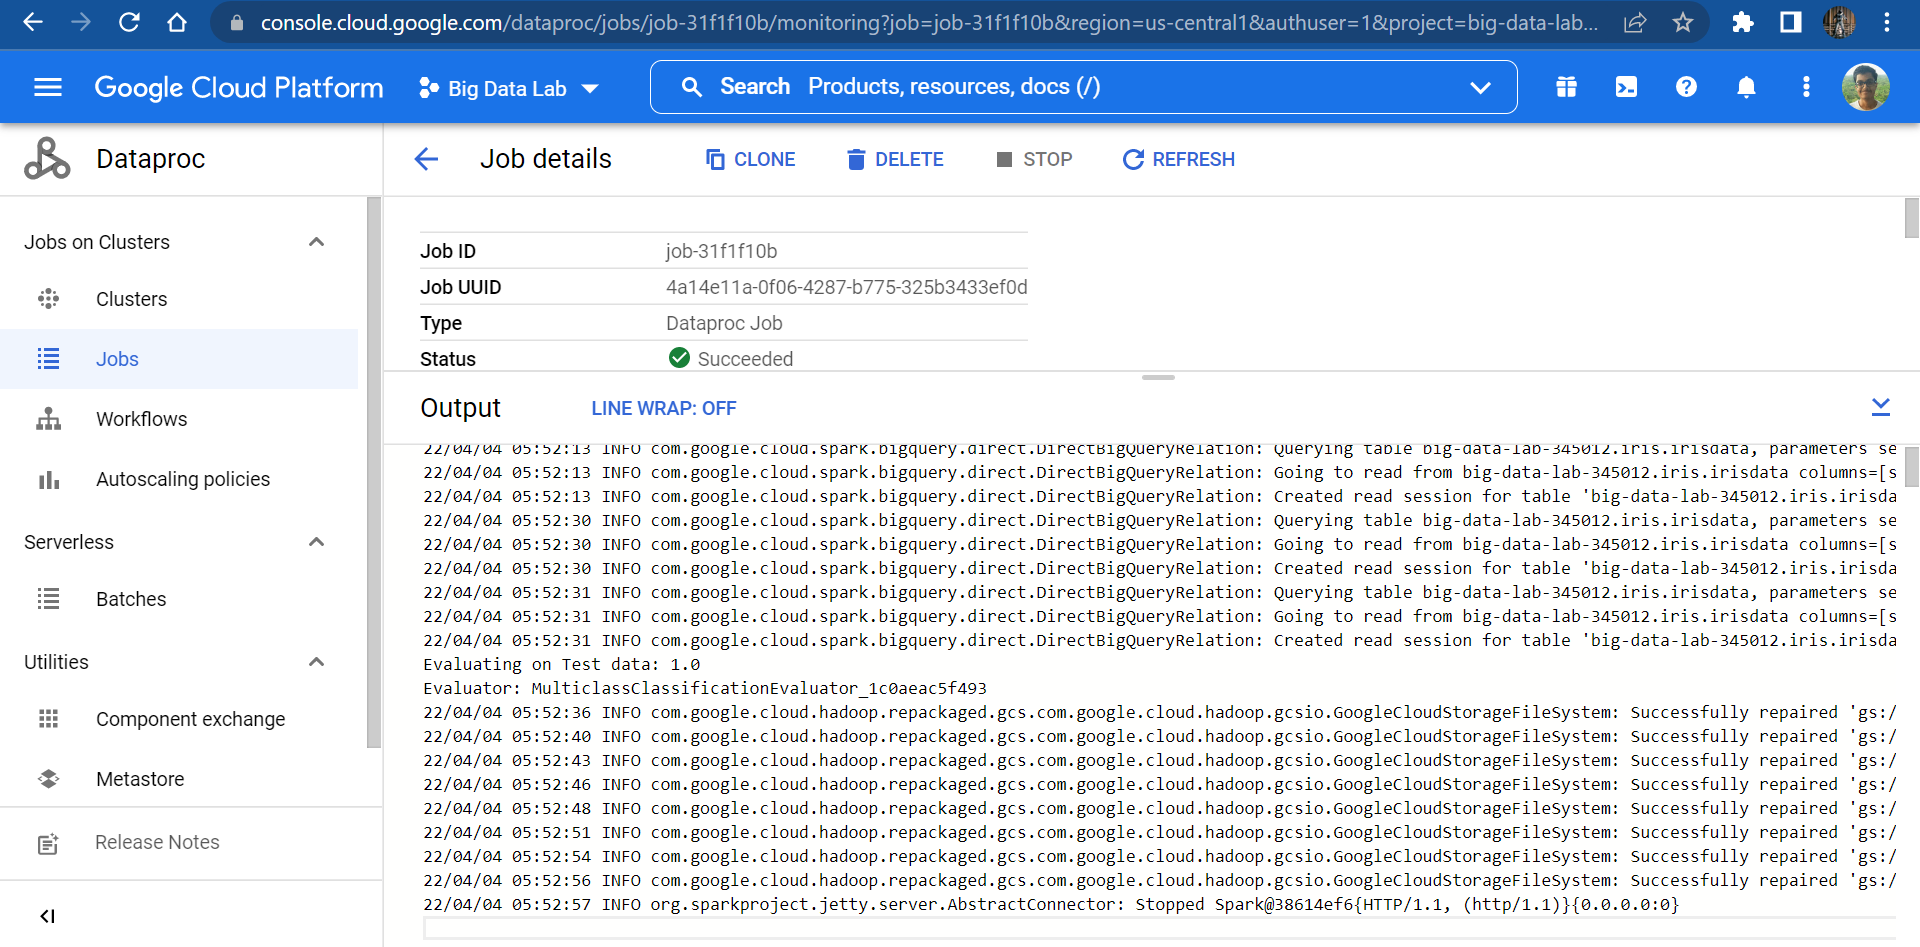 console.cloud.google.com/dataproc/jobs/job-31f1f10b/monitoring?job=job-31f1f10b&region=us-central1&authuser=1&project=big-data-lab...
Google Cloud Platform
Big Data Lab
Search Products, resources, docs (/)
Dataproc
Job details
CLONE
DELETE
STOP
REFRESH
Jobs on Clusters
Clusters
Jobs
Workflows
Autoscaling policies
Serverless
Batches
Utilities
Component exchange
Metastore
Release Notes
Job ID job-31f1f10b
Job UUID 4a14e11a-0f06-4287-b775-325b3433ef0d
Type Dataproc Job
Status Succeeded
Output
LINE WRAP: OFF
22/04/04 05:52:13 INFO com.google.cloud.spark.bigquery.direct.DirectBigQueryRelation: Querying table big-data-lab-345012.iris.irisdata, parameters se
22/04/04 05:52:13 INFO com.google.cloud.spark.bigquery.direct.DirectBigQueryRelation: Going to read from big-data-lab-345012.iris.irisdata columns=[s
22/04/04 05:52:13 INFO com.google.cloud.spark.bigquery.direct.DirectBigQueryRelation: Created read session for table 'big-data-lab-345012.iris.irisda
22/04/04 05:52:30 INFO com.google.cloud.spark.bigquery.direct.DirectBigQueryRelation: Querying table big-data-lab-345012.iris.irisdata, parameters se
22/04/04 05:52:30 INFO com.google.cloud.spark.bigquery.direct.DirectBigQueryRelation: Going to read from big-data-lab-345012.iris.irisdata columns=[s
22/04/04 05:52:30 INFO com.google.cloud.spark.bigquery.direct.DirectBigQueryRelation: Created read session for table 'big-data-lab-345012.iris.irisda
22/04/04 05:52:31 INFO com.google.cloud.spark.bigquery.direct.DirectBigQueryRelation: Querying table big-data-lab-345012.iris.irisdata, parameters se
22/04/04 05:52:31 INFO com.google.cloud.spark.bigquery.direct.DirectBigQueryRelation: Going to read from big-data-lab-345012.iris.irisdata columns=[s
22/04/04 05:52:31 INFO com.google.cloud.spark.bigquery.direct.DirectBigQueryRelation: Created read session for table 'big-data-lab-345012.iris.irisda
Evaluating on Test data: 1.0
Evaluator: MulticlassClassificationEvaluator_1c0aeac5f493
22/04/04 05:52:36 INFO com.google.cloud.hadoop.repackaged.gcs.com.google.cloud.hadoop.gcsio.GoogleCloudStorageFileSystem: Successfully repaired 'gs:/
22/04/04 05:52:40 INFO com.google.cloud.hadoop.repackaged.gcs.com.google.cloud.hadoop.gcsio.GoogleCloudStorageFileSystem: Successfully repaired 'gs:/
22/04/04 05:52:43 INFO com.google.cloud.hadoop.repackaged.gcs.com.google.cloud.hadoop.gcsio.GoogleCloudStorageFileSystem: Successfully repaired 'gs:/
22/04/04 05:52:46 INFO com.google.cloud.hadoop.repackaged.gcs.com.google.cloud.hadoop.gcsio.GoogleCloudStorageFileSystem: Successfully repaired 'gs:/
22/04/04 05:52:48 INFO com.google.cloud.hadoop.repackaged.gcs.com.google.cloud.hadoop.gcsio.GoogleCloudStorageFileSystem: Successfully repaired 'gs:/
22/04/04 05:52:51 INFO com.google.cloud.hadoop.repackaged.gcs.com.google.cloud.hadoop.gcsio.GoogleCloudStorageFileSystem: Successfully repaired 'gs:/
22/04/04 05:52:54 INFO com.google.cloud.hadoop.repackaged.gcs.com.google.cloud.hadoop.gcsio.GoogleCloudStorageFileSystem: Successfully repaired 'gs:/
22/04/04 05:52:56 INFO com.google.cloud.hadoop.repackaged.gcs.com.google.cloud.hadoop.gcsio.GoogleCloudStorageFileSystem: Successfully repaired 'gs:/
22/04/04 05:52:57 INFO org.sparkproject.jetty.server.AbstractConnector: Stopped Spark@38614ef6{HTTP/1.1, (http/1.1)}{0.0.0.0:0}